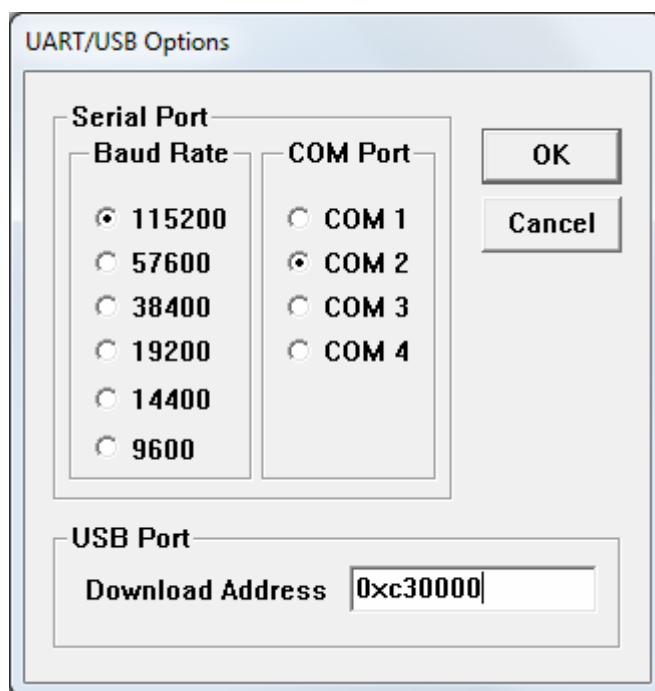 UART/USB Options
Serial Port
Baud Rate
115200
57600
38400
19200
14400
9600
COM Port
COM 1
COM 2
COM 3
COM 4
OK
Cancel
USB Port
Download Address 0xc30000